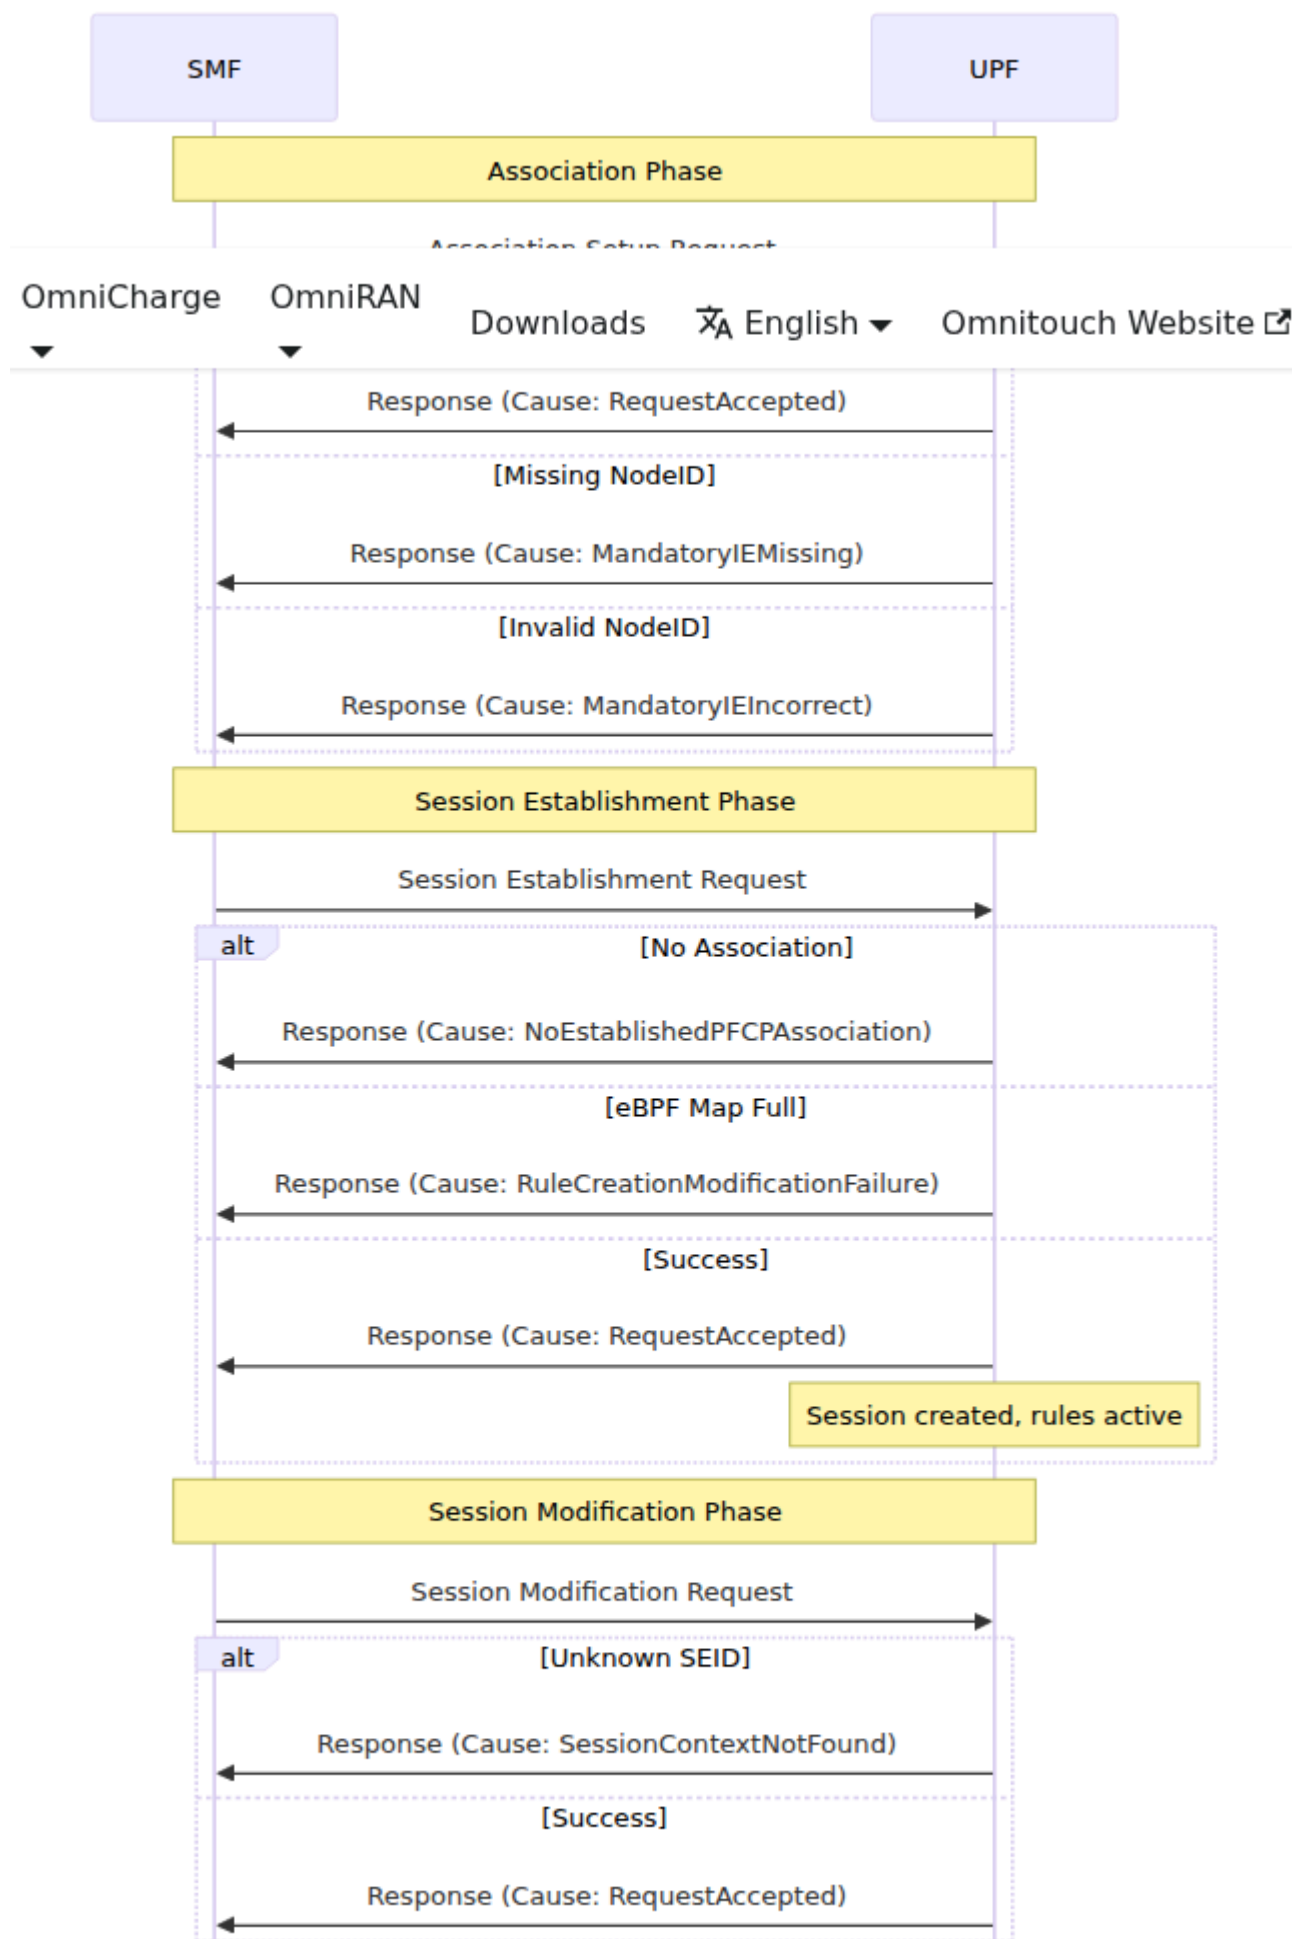 SMF
UPF
Association Phase
Association Setup Request
OmniCharge
OmniRAN
Downloads
English
Omnitouch Website
Response (Cause: RequestAccepted)
[Missing NodeID]
Response (Cause: MandatoryIEMissing)
[Invalid NodeID]
Response (Cause: MandatoryIEIncorrect)
Session Establishment Phase
Session Establishment Request
alt
[No Association]
Response (Cause: NoEstablishedPFCPAssociation)
[eBPF Map Full]
Response (Cause: RuleCreationModificationFailure)
[Success]
Response (Cause: RequestAccepted)
Session created, rules active
Session Modification Phase
Session Modification Request
alt
[Unknown SEID]
Response (Cause: SessionContextNotFound)
[Success]
Response (Cause: RequestAccepted)